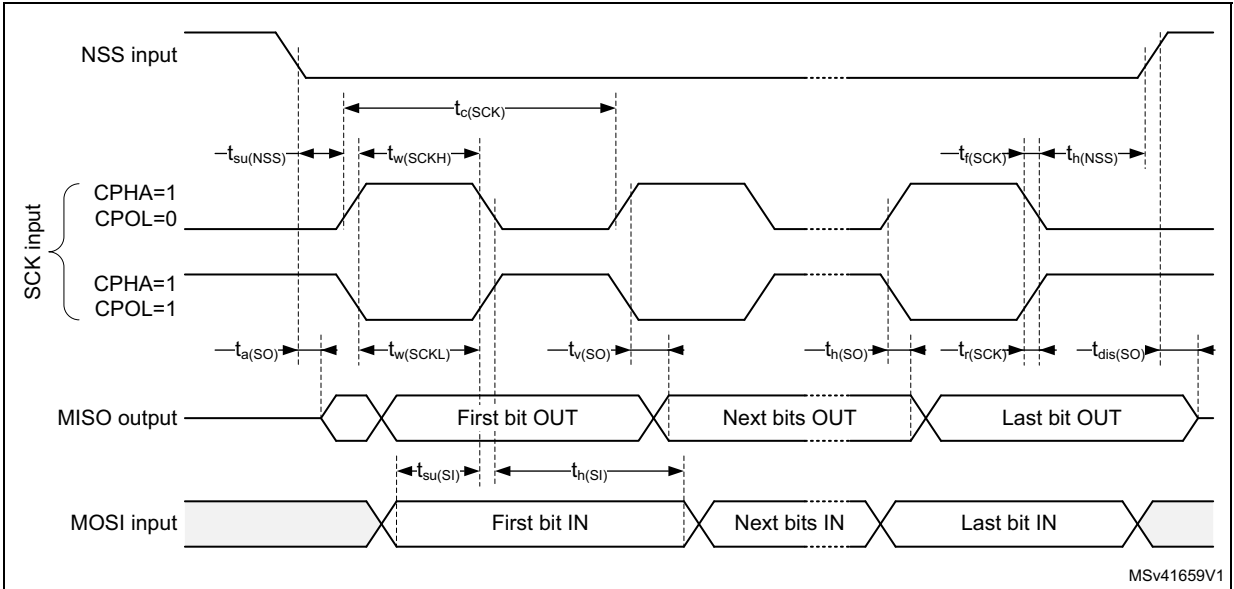 NSS input
tc(SCK)
tsu(NSS) tw(SCKH) tf(SCK) th(NSS)
SCK input
CPHA=1
CPOL=0
CPHA=1
CPOL=1
ta(SO) tw(SCKL) tv(SO) th(SO) tr(SCK) tdis(SO)
MISO output First bit OUT Next bits OUT Last bit OUT
tsu(SI) th(SI)
MOSI input First bit IN Next bits IN Last bit IN
MSv41659V1